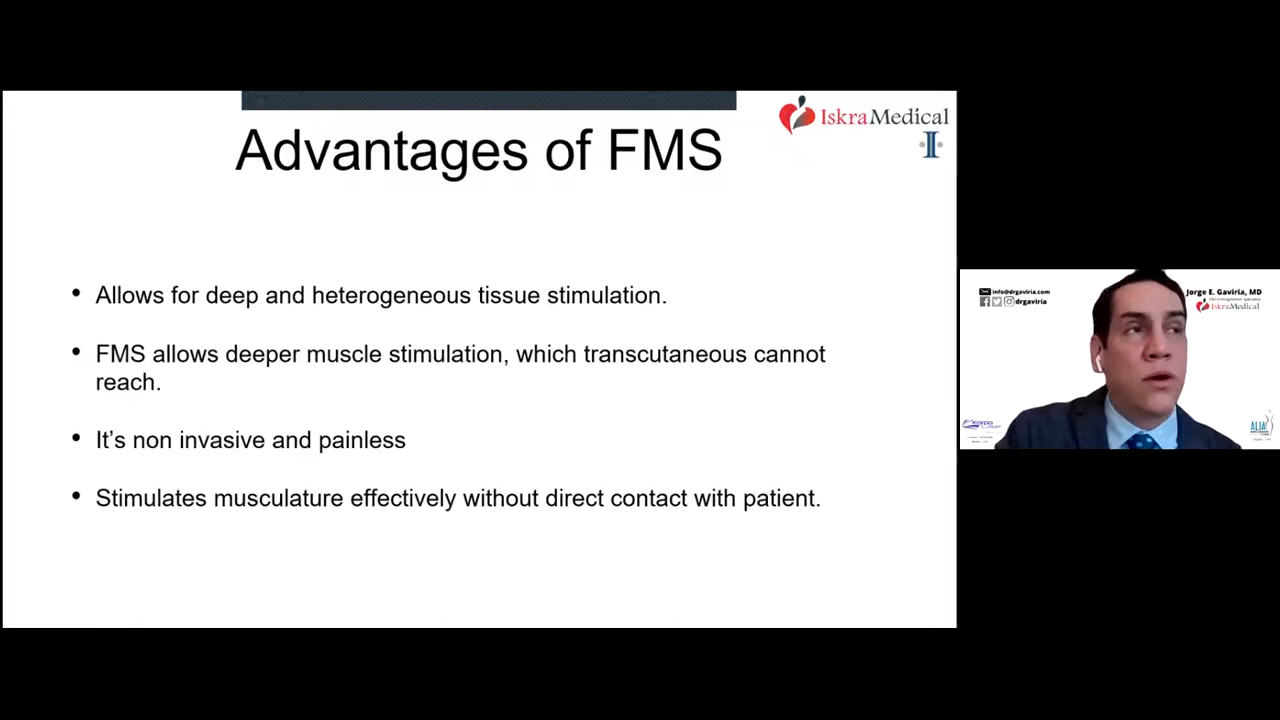 Advantages of FMS
IskraMedical
• Allows for deep and heterogeneous tissue stimulation.
• FMS allows deeper muscle stimulation, which transcutaneous cannot
reach.
• It’s non invasive and painless
• Stimulates musculature effectively without direct contact with patient.
info@drgaviria.com
drgaviria
Jorge E. Gaviria, MD
IskraMedical
ALIA